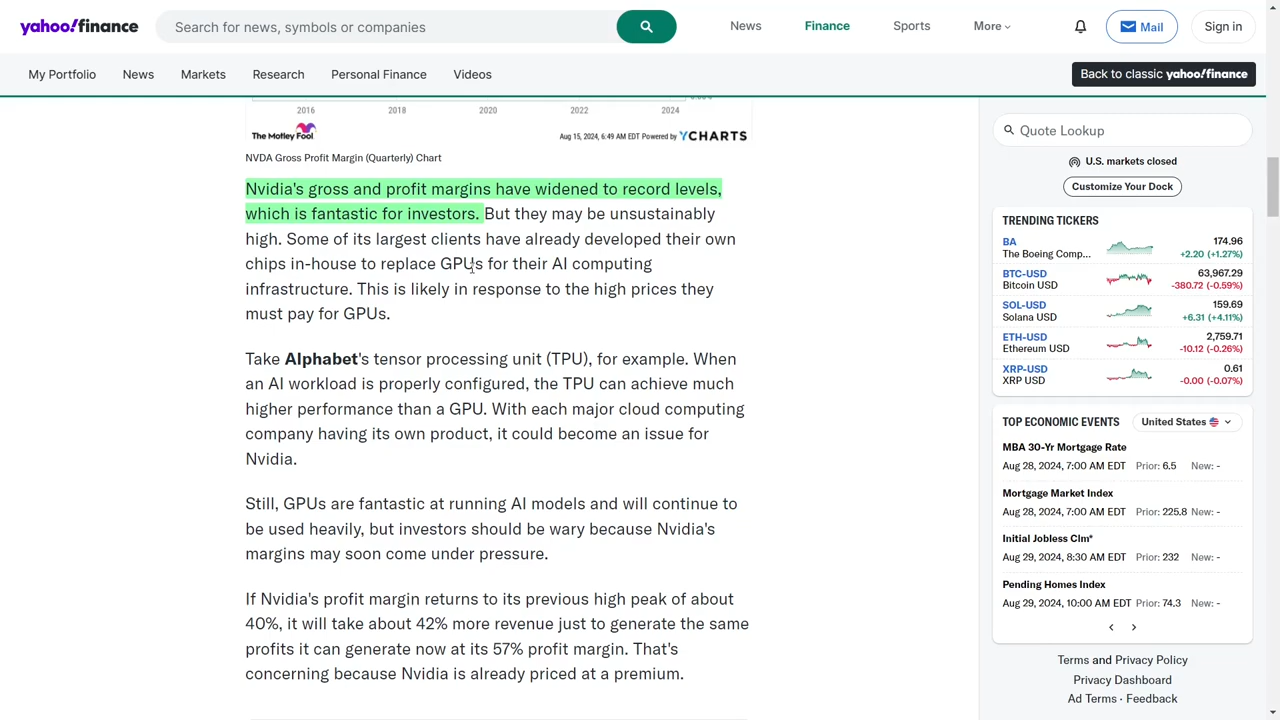 yahoo!finance
Search for news, symbols or companies
News
Finance
Sports
More
Mail
Sign in
My Portfolio
News
Markets
Research
Personal Finance
Videos
Back to classic yahoo!finance
2016
2018
2020
2022
2024
The Motley Fool
Aug 15, 2024, 6:49 AM EDT Powered by YCHARTS
NVDA Gross Profit Margin (Quarterly) Chart
Nvidia's gross and profit margins have widened to record levels,
which is fantastic for investors. But they may be unsustainably
high. Some of its largest clients have already developed their own
chips in-house to replace GPUs for their AI computing
infrastructure. This is likely in response to the high prices they
must pay for GPUs.
Take Alphabet's tensor processing unit (TPU), for example. When
an AI workload is properly configured, the TPU can achieve much
higher performance than a GPU. With each major cloud computing
company having its own product, it could become an issue for
Nvidia.
Still, GPUs are fantastic at running AI models and will continue to
be used heavily, but investors should be wary because Nvidia's
margins may soon come under pressure.
If Nvidia's profit margin returns to its previous high peak of about
40%, it will take about 42% more revenue just to generate the same
profits it can generate now at its 57% profit margin. That's
concerning because Nvidia is already priced at a premium.
Quote Lookup
U.S. markets closed
Customize Your Dock
TRENDING TICKERS
BA 174.96
The Boeing Comp... +2.20 (+1.27%)
BTC-USD 63,967.29
Bitcoin USD -380.72 (-0.59%)
SOL-USD 159.69
Solana USD +6.31 (+4.11%)
ETH-USD 2,759.71
Ethereum USD -10.12 (-0.26%)
XRP-USD 0.61
XRP USD -0.00 (-0.07%)
TOP ECONOMIC EVENTS United States
MBA 30-Yr Mortgage Rate
Aug 28, 2024, 7:00 AM EDT Prior: 6.5 New: -
Mortgage Market Index
Aug 28, 2024, 7:00 AM EDT Prior: 225.8 New: -
Initial Jobless Clm*
Aug 29, 2024, 8:30 AM EDT Prior: 232 New: -
Pending Homes Index
Aug 29, 2024, 10:00 AM EDT Prior: 74.3 New: -
Terms and Privacy Policy
Privacy Dashboard
Ad Terms · Feedback